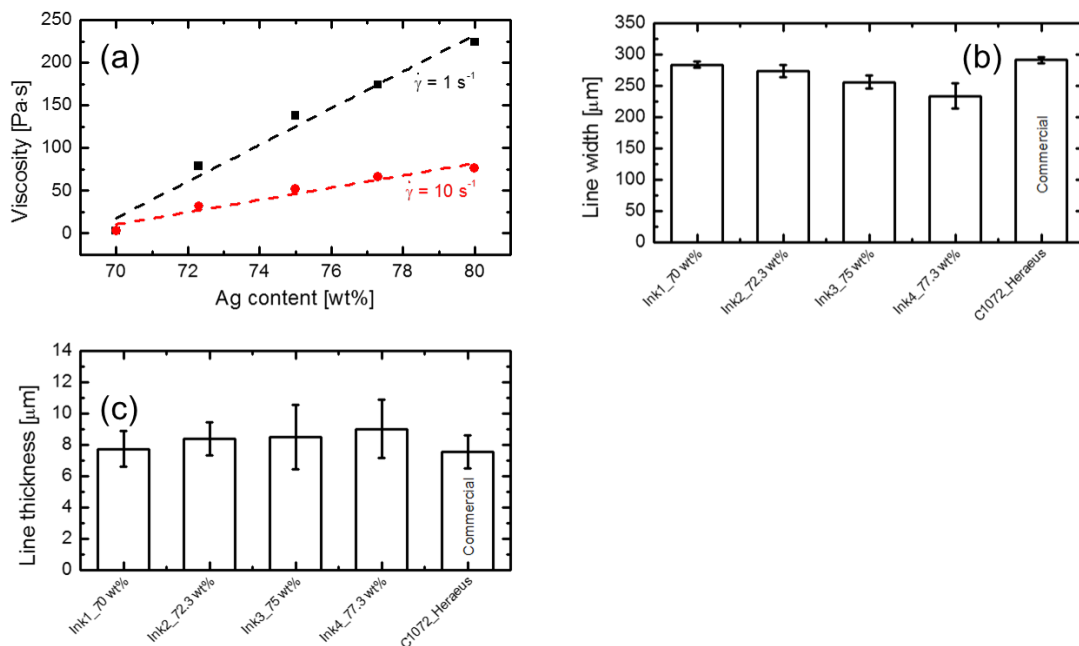 (a)
Viscosity [Pa·s]
250
200
150
100
50
0
γ̇ = 1 s⁻¹
γ̇ = 10 s⁻¹
70 72 74 76 78 80
Ag content [wt%]
(b)
Line width [μm]
350
300
250
200
150
100
50
0
Commercial
Ink1_70 wt%
Ink2_72.3 wt%
Ink3_75 wt%
Ink4_77.3 wt%
C1072_Heraeus
(c)
Line thickness [μm]
14
12
10
8
6
4
2
0
Commercial
Ink1_70 wt%
Ink2_72.3 wt%
Ink3_75 wt%
Ink4_77.3 wt%
C1072_Heraeus